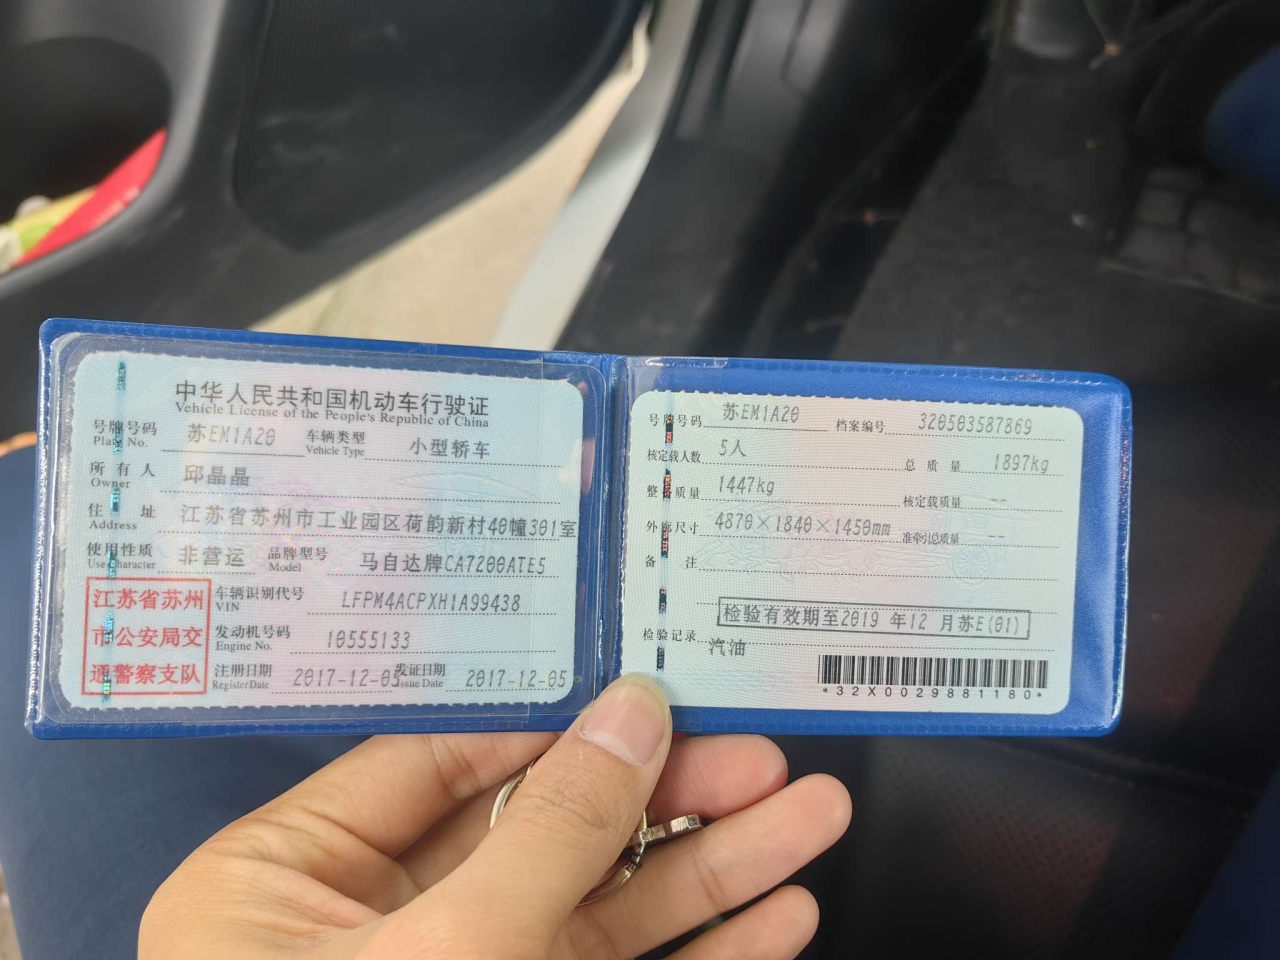 中华人民共和国机动车行驶证
Vehicle License of the People's Republic of China
号牌号码 苏EM1A20 车辆类型 小型轿车
Plate No. Vehicle Type
所有人 邱晶晶
Owner
住址 江苏省苏州市工业园区荷韵新村40幢301室
Address
使用性质 非营运 品牌型号 马自达牌CA7200ATE5
Use Character Model
江苏省苏州
市公安局交
通警察支队
车辆识别代号 LFPM4ACPXH1A99438
VIN
发动机号码 10555133
Engine No.
注册日期 2017-12-05 发证日期 2017-12-05
Register Date Issue Date
号牌号码 苏EM1A20 档案编号 320503587869
核定载人数 5人 总质量 1897kg
整备质量 1447kg 核定载质量 --
外廓尺寸 4870×1840×1450mm 准牵引总质量 --
备注
检验有效期至2019 年12 月苏E(01)
检验记录
汽油
*32X0029881180*